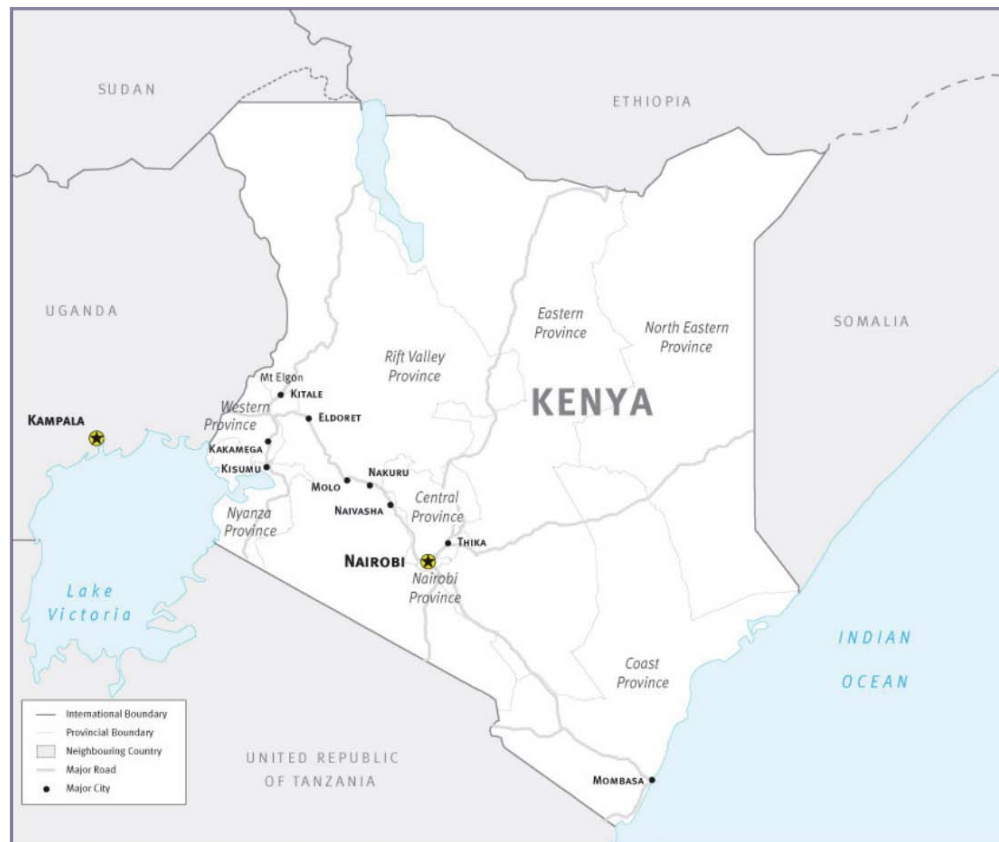 SUDAN
ETHIOPIA
UGANDA
SOMALIA
Eastern
Province
North Eastern
Province
Rift Valley
Province
KENYA
Mt Elgon
KITALE
Western
Province
ELDORET
KAMPALA
KAKAMEGA
KISUMU
MOLO
NAKURU
NAIVASHA
Central
Province
Nyanza
Province
THIKA
NAIROBI
Nairobi
Province
Lake
Victoria
INDIAN
OCEAN
Coast
Province
International Boundary
Provincial Boundary
Neighbouring Country
Major Road
Major City
UNITED REPUBLIC
OF TANZANIA
MOMBASA